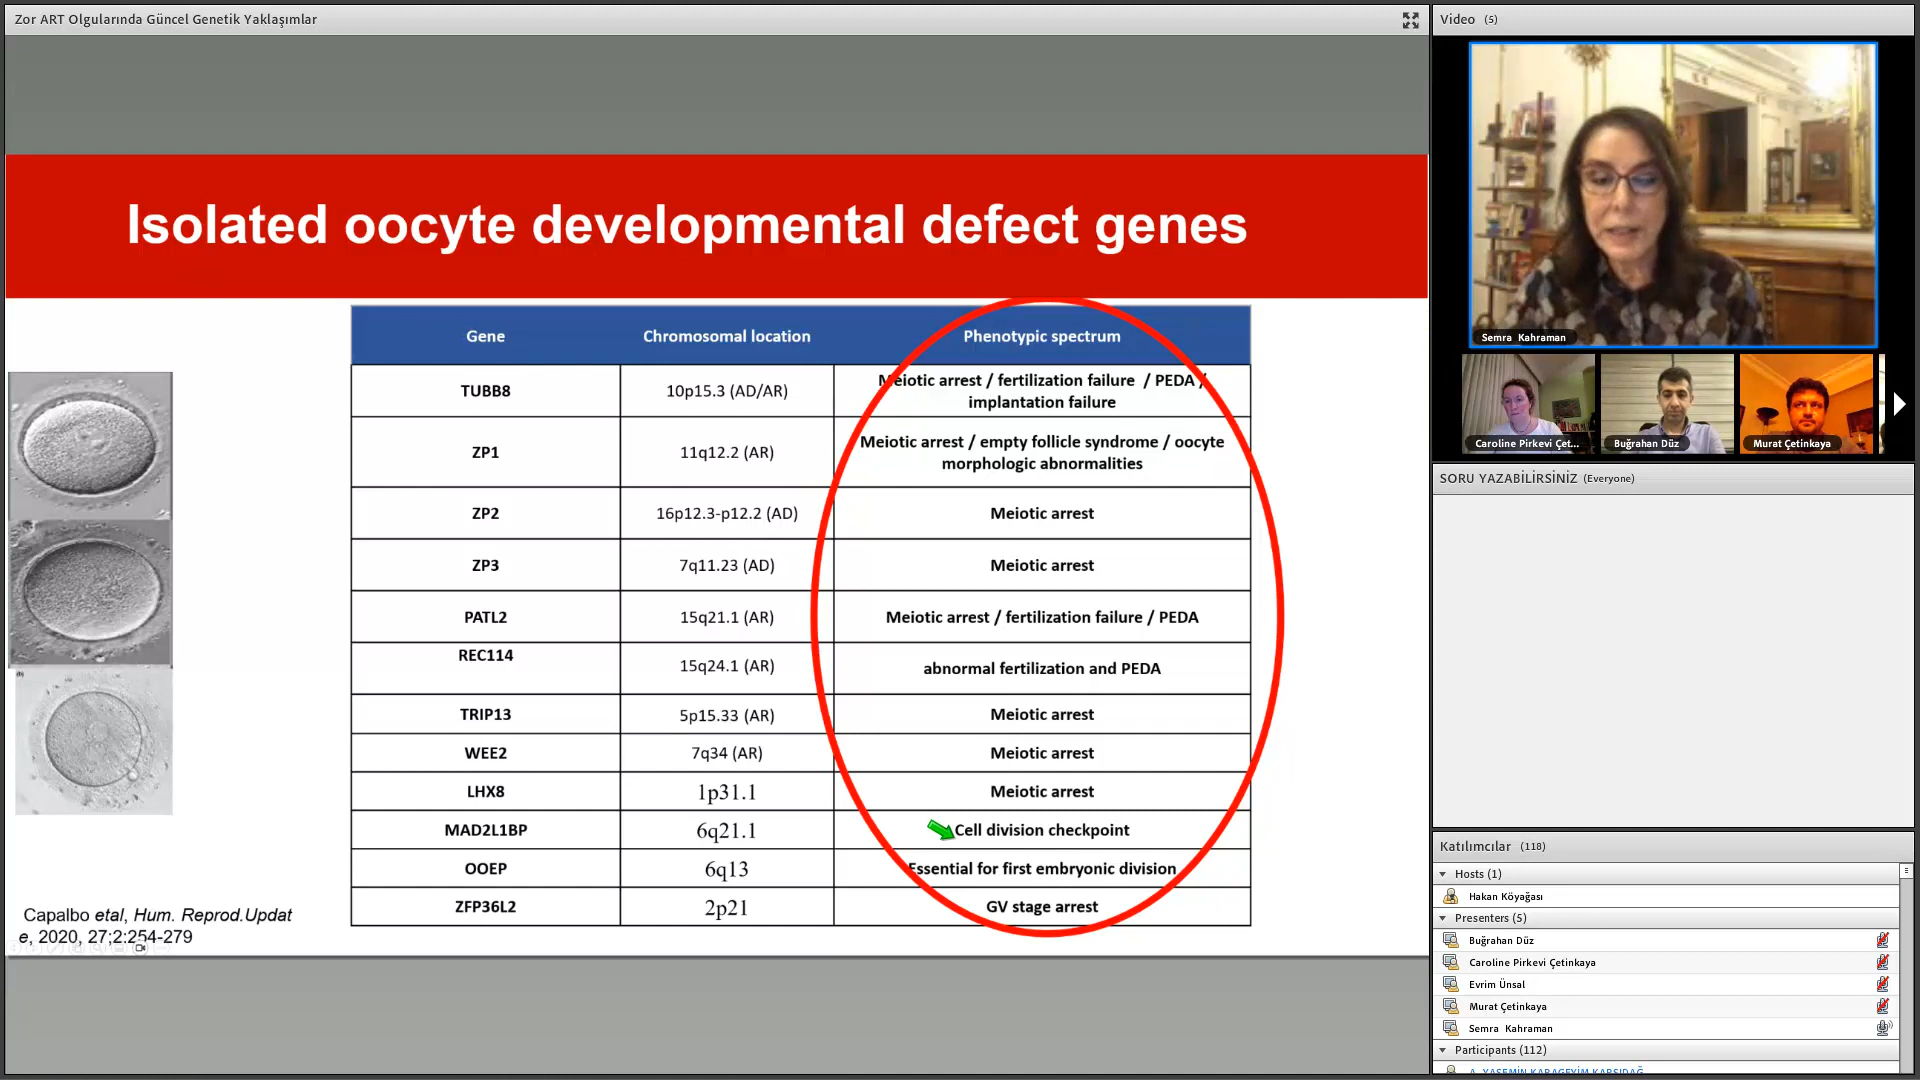 Zor ART Olgularında Güncel Genetik Yaklaşımlar
Isolated oocyte developmental defect genes
Gene Chromosomal location Phenotypic spectrum
TUBB8 10p15.3 (AD/AR) Meiotic arrest / fertilization failure / PEDA /
implantation failure
ZP1 11q12.2 (AR) Meiotic arrest / empty follicle syndrome / oocyte
morphologic abnormalities
ZP2 16p12.3-p12.2 (AD) Meiotic arrest
ZP3 7q11.23 (AD) Meiotic arrest
PATL2 15q21.1 (AR) Meiotic arrest / fertilization failure / PEDA
REC114 15q24.1 (AR) abnormal fertilization and PEDA
TRIP13 5p15.33 (AR) Meiotic arrest
WEE2 7q34 (AR) Meiotic arrest
LHX8 1p31.1 Meiotic arrest
MAD2L1BP 6q21.1 Cell division checkpoint
OOEP 6q13 Essential for first embryonic division
ZFP36L2 2p21 GV stage arrest
Capalbo etal, Hum. Reprod.Updat
e, 2020, 27;2:254-279
Video (5)
Semra Kahraman
Caroline Pirkevi Çet...
Buğrahan Düz
Murat Çetinkaya
SORU YAZABİLİRSİNİZ (Everyone)
Katılımcılar (118)
Hosts (1)
Hakan Köyağası
Presenters (5)
Buğrahan Düz
Caroline Pirkevi Çetinkaya
Evrim Ünsal
Murat Çetinkaya
Semra Kahraman
Participants (112)